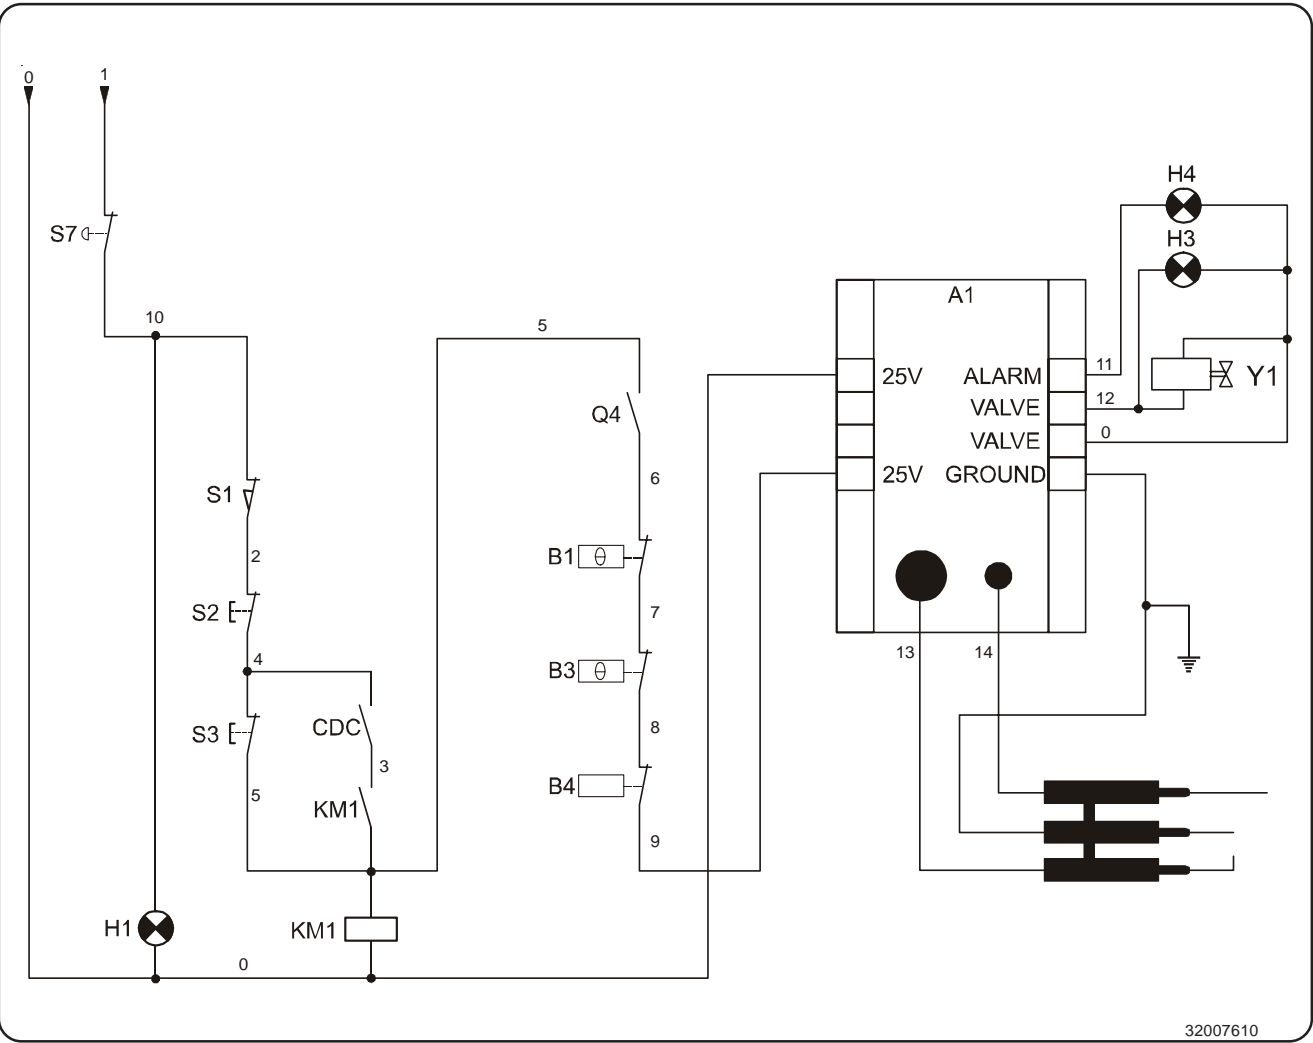 0
1
H4
H3
S7
A1
10
5
25V
ALARM
11
Y1
VALVE
12
Q4
VALVE
0
25V
GROUND
6
S1
2
B1
θ
S2
7
4
13
14
B3
θ
S3
CDC
8
3
5
B4
KM1
9
H1
KM1
0
32007610